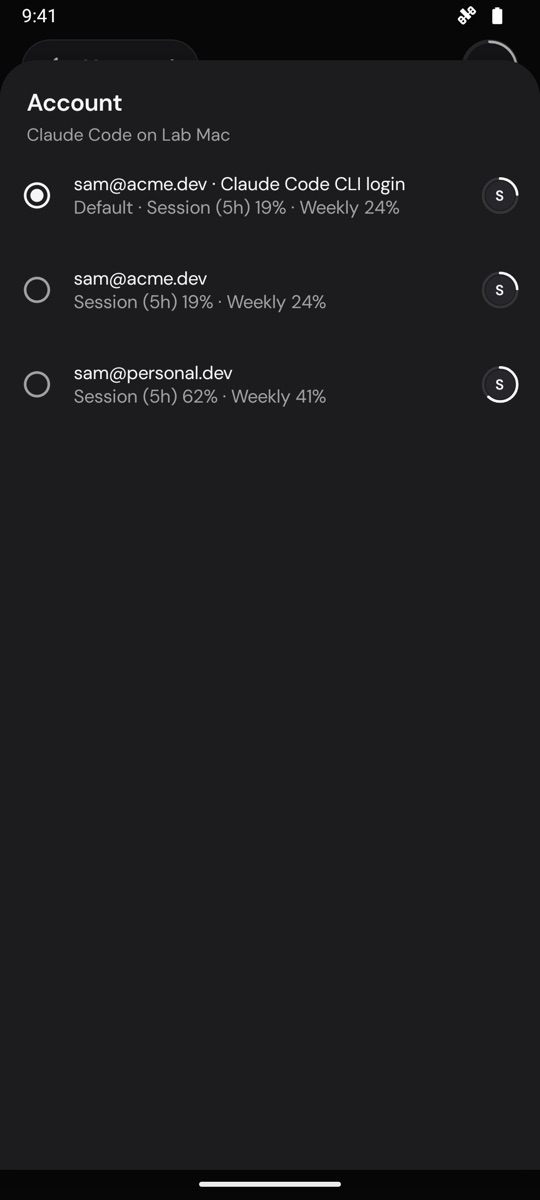 9:41
Account
Claude Code on Lab Mac
sam@acme.dev · Claude Code CLI login
Default · Session (5h) 19% · Weekly 24%
S
sam@acme.dev
Session (5h) 19% · Weekly 24%
S
sam@personal.dev
Session (5h) 62% · Weekly 41%
S